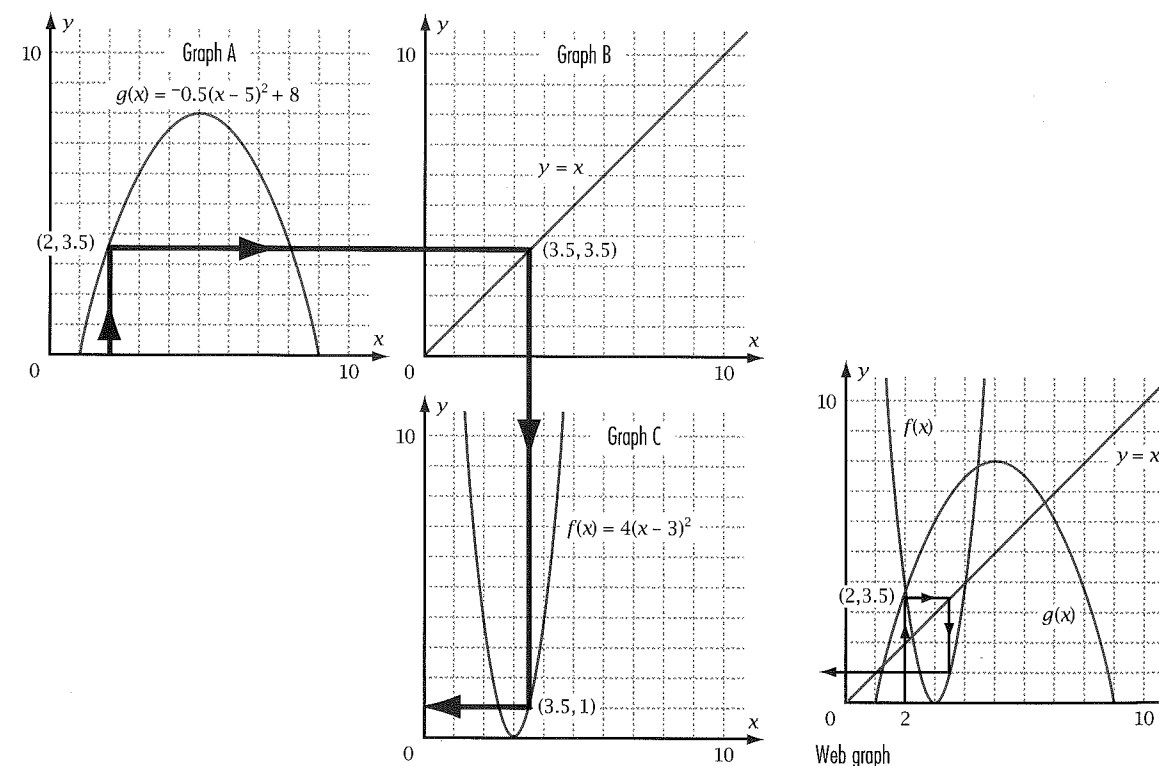 y
10
Graph A
g(x) = ⁻0.5(x – 5)² + 8
(2, 3.5)
x
0
10
y
10
Graph B
y = x
(3.5, 3.5)
x
10
y
10
Graph C
f(x) = 4(x – 3)²
(3.5, 1)
x
0
10
y
10
f(x)
y = x
(2,3.5)
g(x)
0
2
10
Web graph